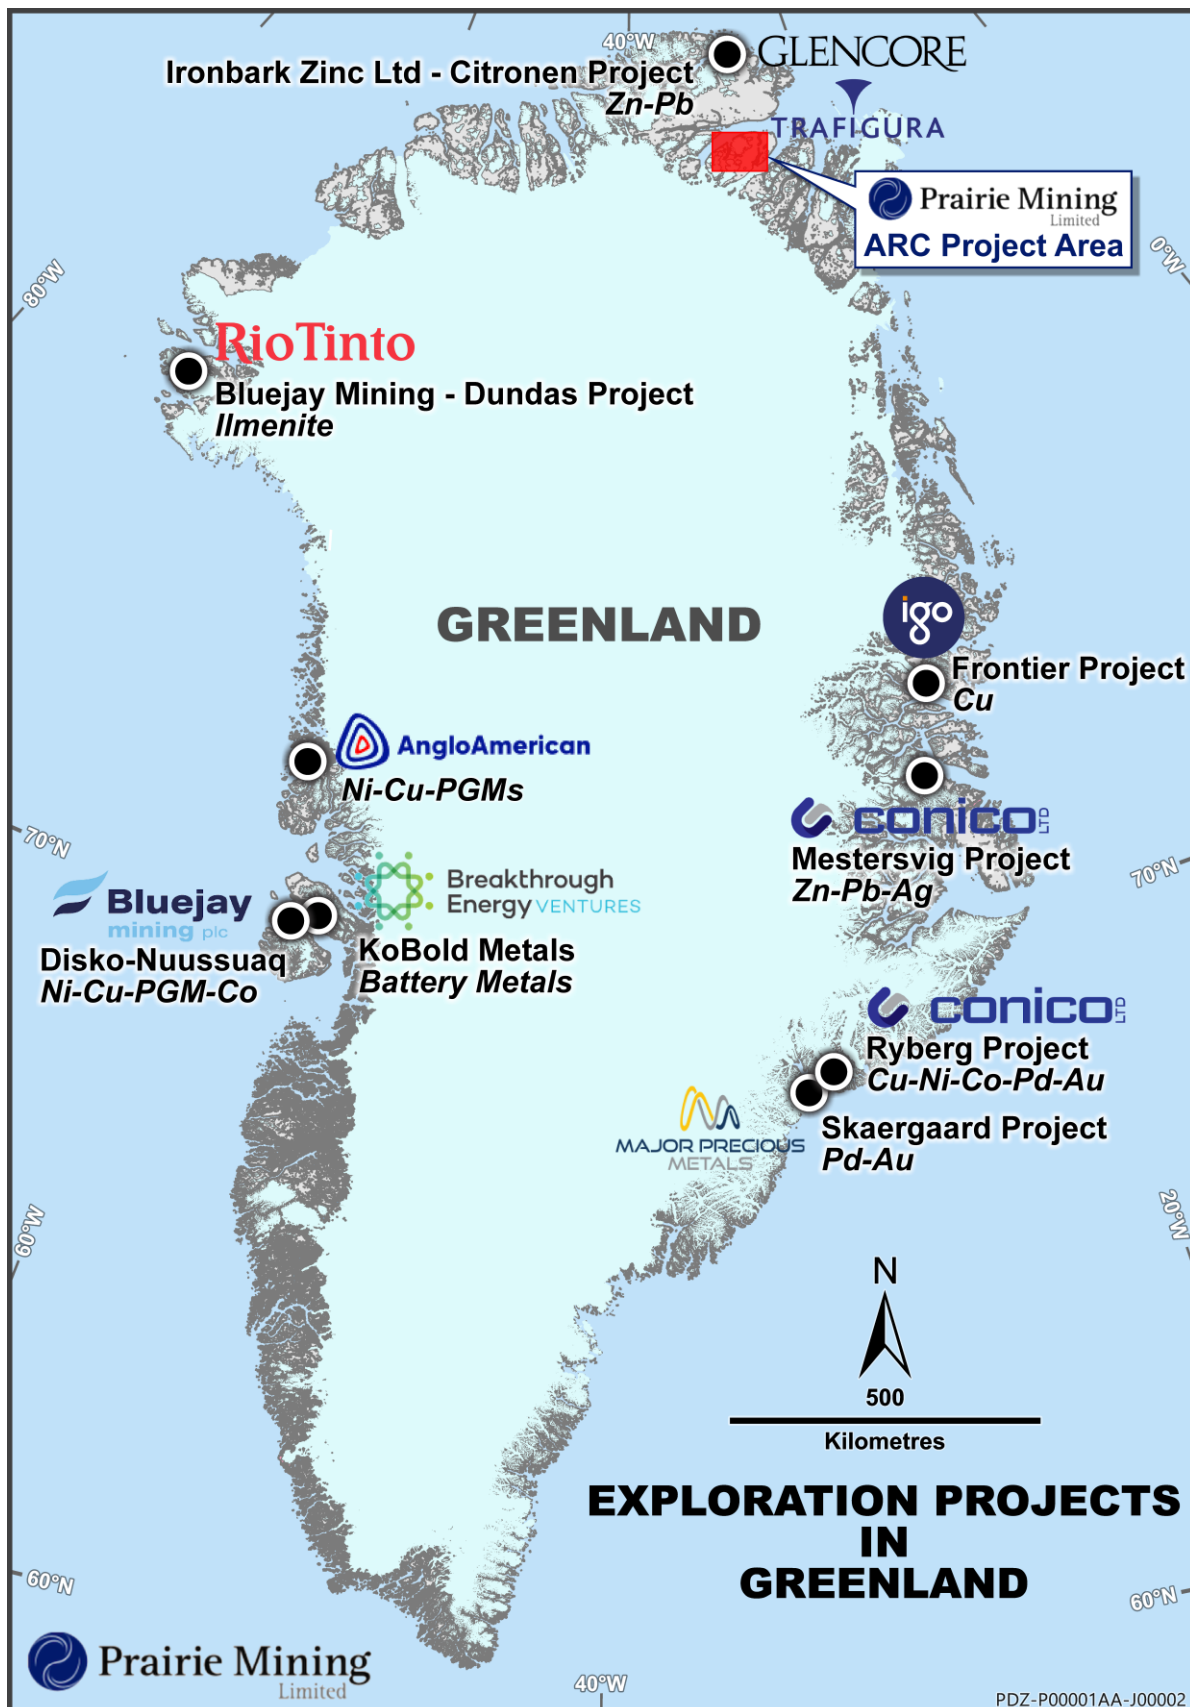 40°W
GLENCORE
Ironbark Zinc Ltd - Citronen Project
Zn-Pb
TRAFIGURA
Prairie Mining
Limited
ARC Project Area
80°W
0°W
RioTinto
Bluejay Mining - Dundas Project
Ilmenite
GREENLAND
igo
Frontier Project
Cu
AngloAmerican
Ni-Cu-PGMs
conico LTD
Mestersvig Project
Zn-Pb-Ag
70°N
70°N
Bluejay
mining plc
Disko-Nuussuaq
Ni-Cu-PGM-Co
Breakthrough
Energy VENTURES
KoBold Metals
Battery Metals
conico LTD
Ryberg Project
Cu-Ni-Co-Pd-Au
MAJOR PRECIOUS
METALS
Skaergaard Project
Pd-Au
60°W
20°W
N
500
Kilometres
EXPLORATION PROJECTS
IN
GREENLAND
60°N
60°N
Prairie Mining
Limited
40°W
PDZ-P00001AA-J00002